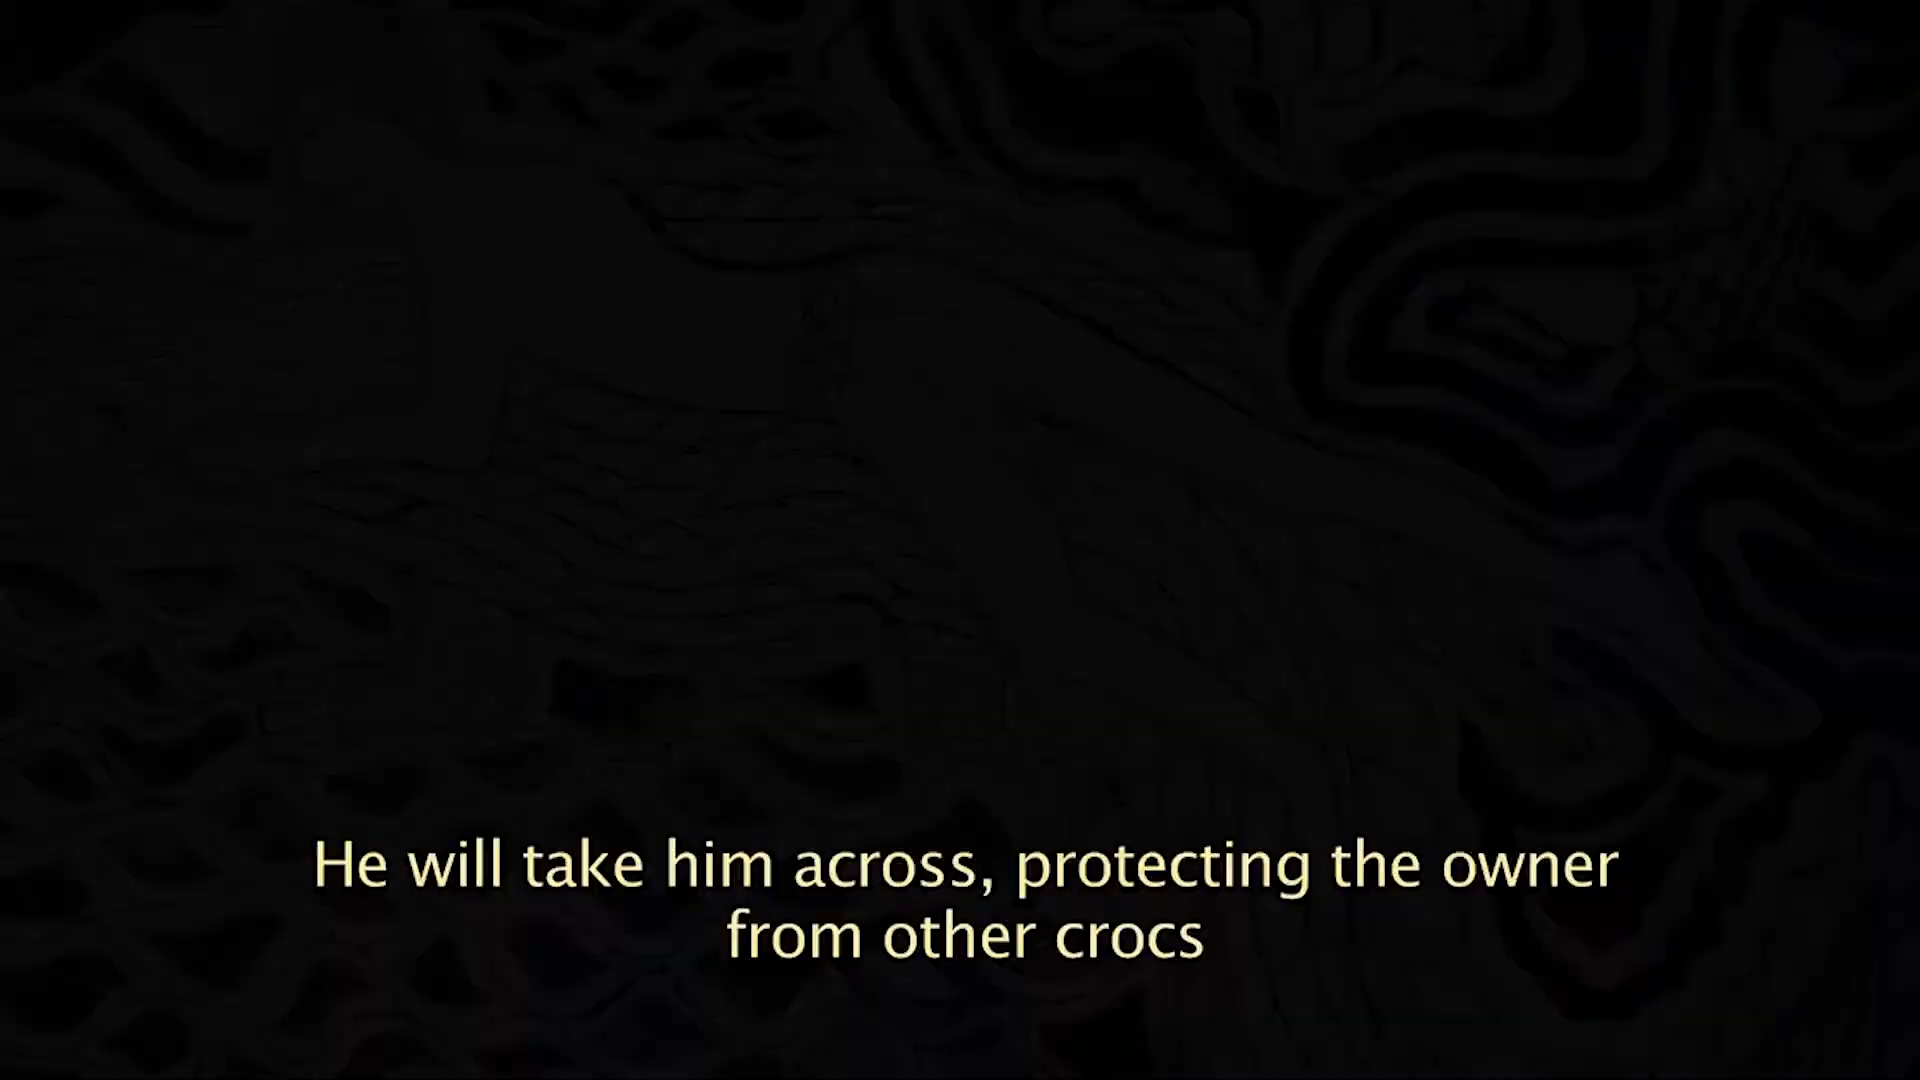 He will take him across, protecting the owner
from other crocs